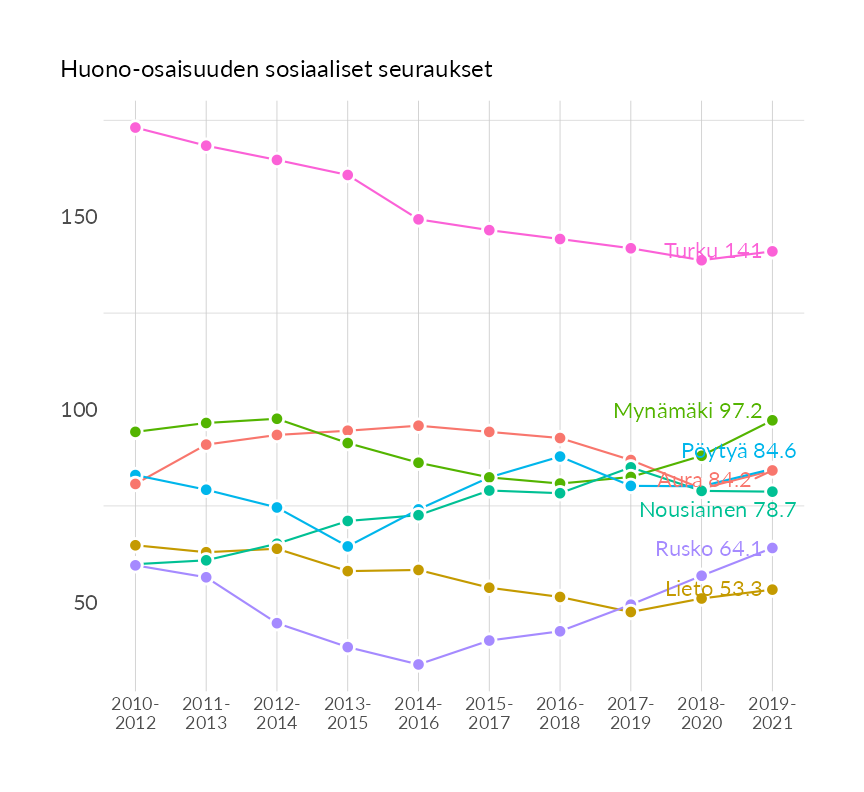 Huono-osaisuuden sosiaaliset seuraukset
150
100
50
Turku 141
Mynämäki 97.2
Pöytyä 84.6
Aura 84.2
Nousiainen 78.7
Rusko 64.1
Lieto 53.3
2010- 2011- 2012- 2013- 2014- 2015- 2016- 2017- 2018- 2019-
2012 2013 2014 2015 2016 2017 2018 2019 2020 2021